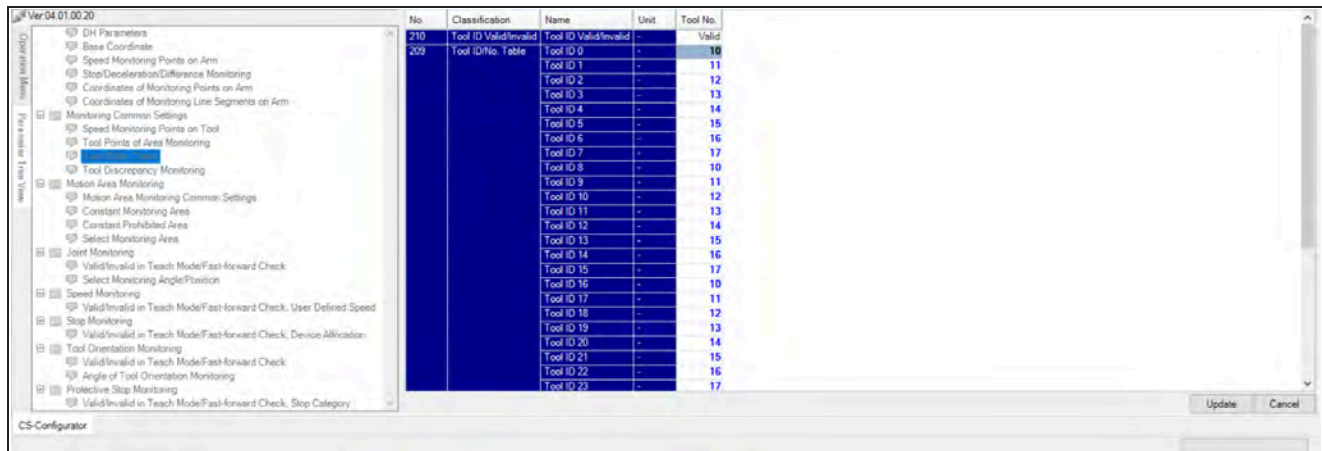 Ver:04.01.00.20
Operation Menu
Parameter Tree View
DH Parameters
Base Coordinate
Speed Monitoring Points on Arm
Stop/Deceleration/Difference Monitoring
Coordinates of Monitoring Points on Arm
Coordinates of Monitoring Line Segments on Arm
Monitoring Common Settings
Speed Monitoring Points on Tool
Tool Points of Area Monitoring
Tool Discrepancy Monitoring
Motion Area Monitoring
Motion Area Monitoring Common Settings
Constant Monitoring Area
Constant Prohibited Area
Select Monitoring Area
Joint Monitoring
Valid/Invalid in Teach Mode/Fast-forward Check
Select Monitoring Angle/Position
Speed Monitoring
Valid/Invalid in Teach Mode/Fast-forward Check, User Defined Speed
Stop Monitoring
Valid/Invalid in Teach Mode/Fast-forward Check, Device Allocation
Tool Orientation Monitoring
Valid/Invalid in Teach Mode/Fast-forward Check
Angle of Tool Orientation Monitoring
Protective Stop Monitoring
Valid/Invalid in Teach Mode/Fast-forward Check, Stop Category
No. Classification Name Unit Tool No.
210 Tool ID Valid/Invalid Tool ID Valid/Invalid - Valid
209 Tool ID/No. Table Tool ID 0 - 10
Tool ID 1 - 11
Tool ID 2 - 12
Tool ID 3 - 13
Tool ID 4 - 14
Tool ID 5 - 15
Tool ID 6 - 16
Tool ID 7 - 17
Tool ID 8 - 10
Tool ID 9 - 11
Tool ID 10 - 12
Tool ID 11 - 13
Tool ID 12 - 14
Tool ID 13 - 15
Tool ID 14 - 16
Tool ID 15 - 17
Tool ID 16 - 10
Tool ID 17 - 11
Tool ID 18 - 12
Tool ID 19 - 13
Tool ID 20 - 14
Tool ID 21 - 15
Tool ID 22 - 16
Tool ID 23 - 17
Update Cancel
CS-Configurator